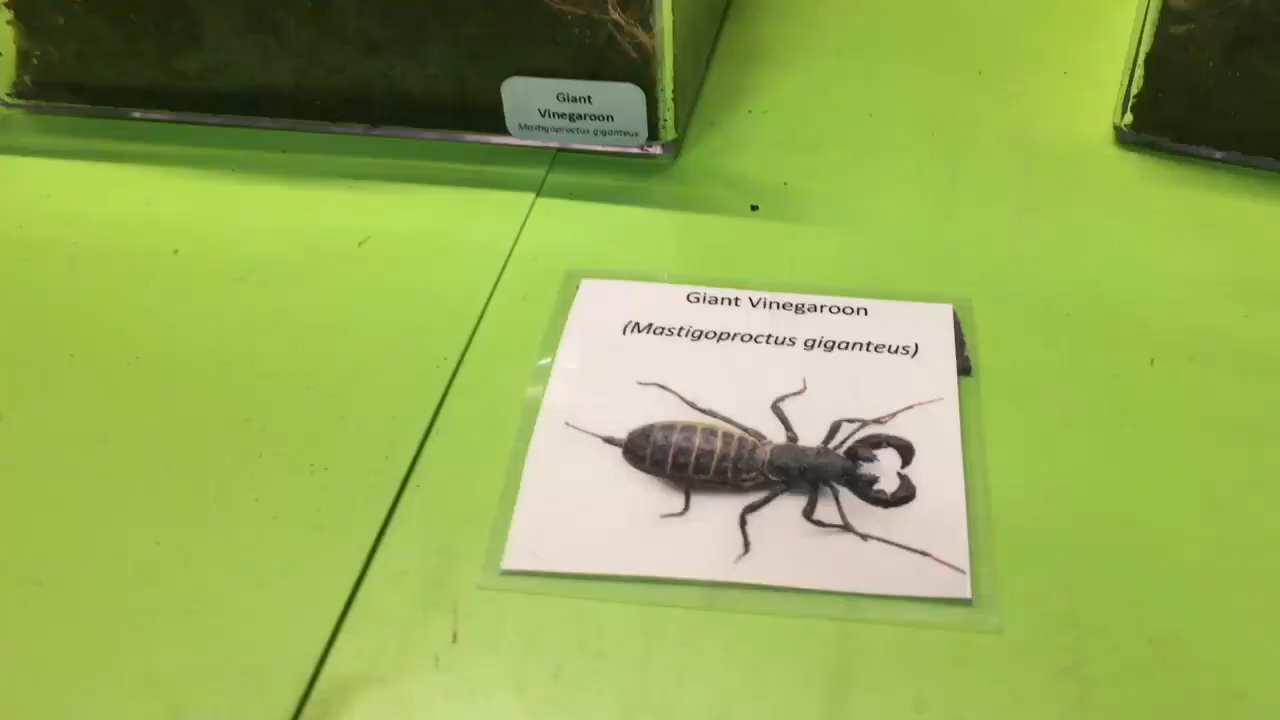 Giant
Vinegaroon
Mastigoproctus giganteus
Giant Vinegaroon
(Mastigoproctus giganteus)